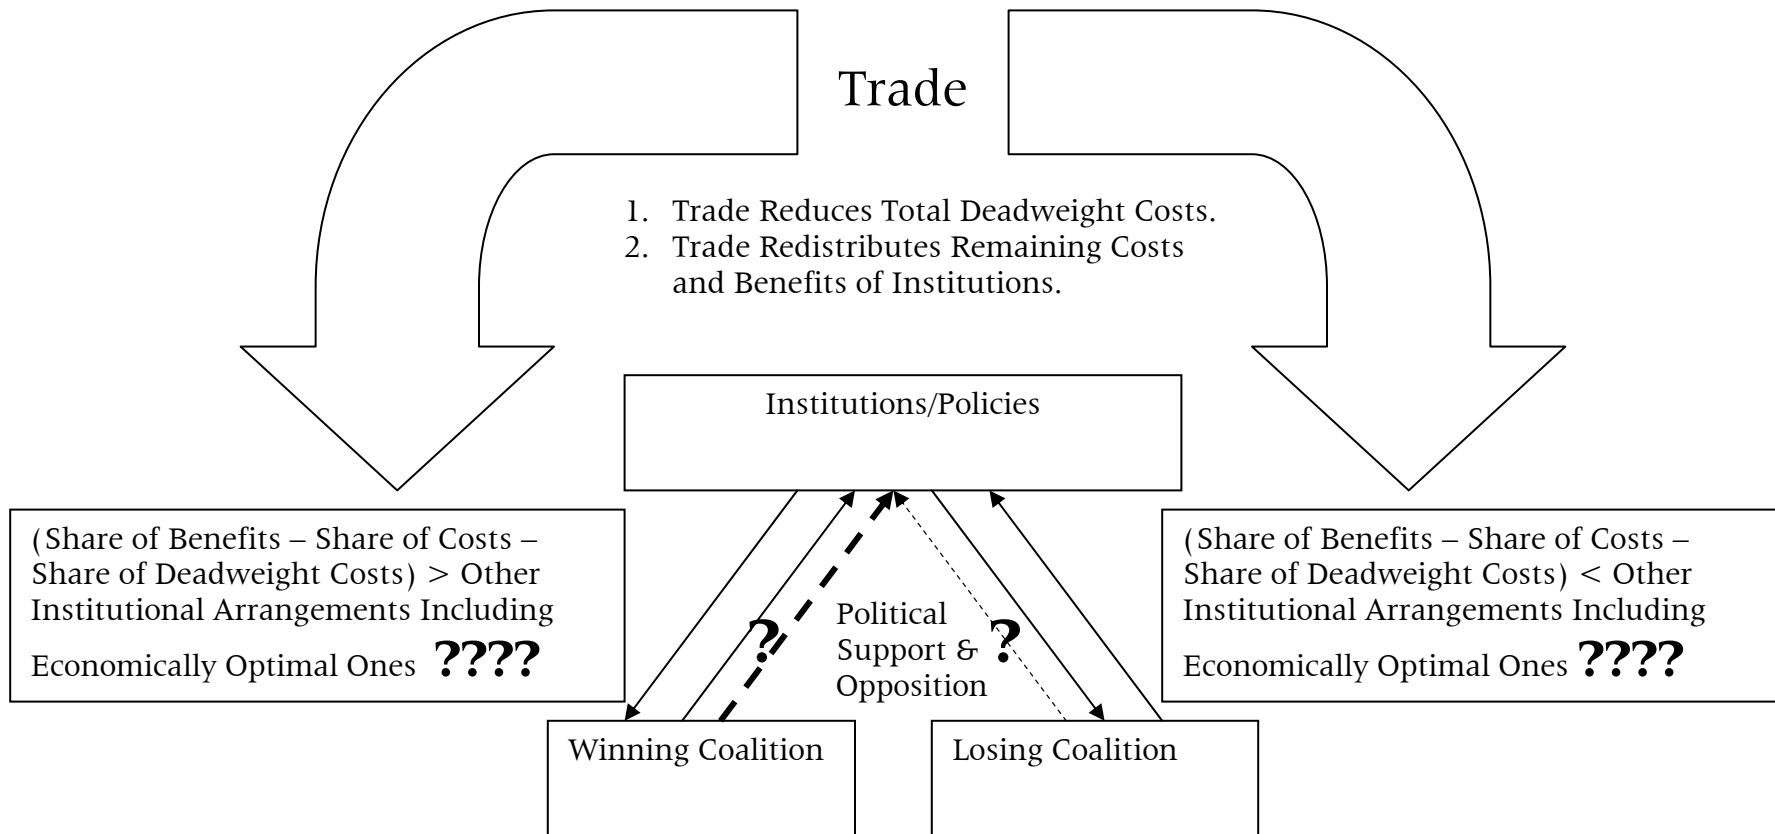 Trade
1. Trade Reduces Total Deadweight Costs.
2. Trade Redistributes Remaining Costs
and Benefits of Institutions.
Institutions/Policies
(Share of Benefits – Share of Costs –
Share of Deadweight Costs) > Other
Institutional Arrangements Including
Economically Optimal Ones ????
?
Political
Support &
Opposition
?
(Share of Benefits – Share of Costs –
Share of Deadweight Costs) < Other
Institutional Arrangements Including
Economically Optimal Ones ????
Winning Coalition
Losing Coalition